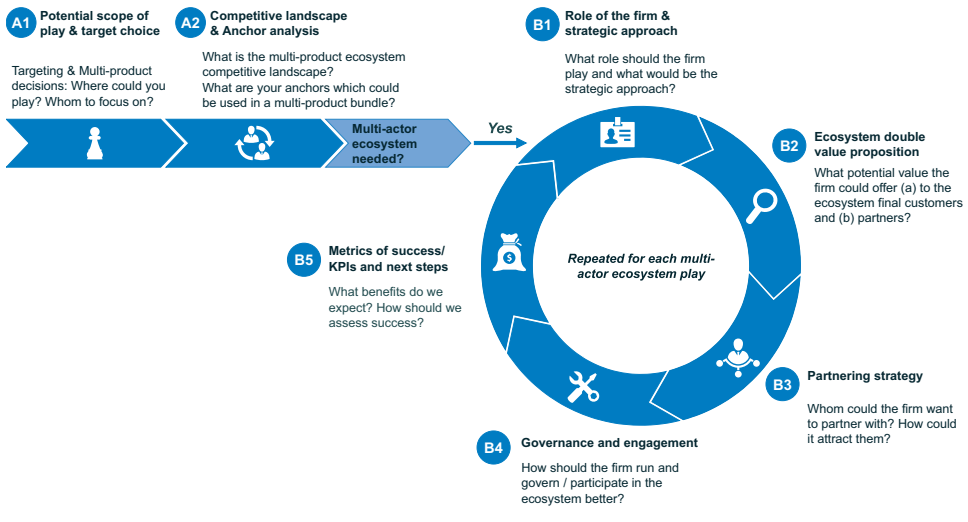 A1
Potential scope of
play & target choice
Targeting & Multi-product
decisions: Where could you
play? Whom to focus on?
A2
Competitive landscape
& Anchor analysis
What is the multi-product ecosystem
competitive landscape?
What are your anchors which could
be used in a multi-product bundle?
Multi-actor
ecosystem
needed?
Yes
B1
Role of the firm &
strategic approach
What role should the firm
play and what would be the
strategic approach?
B2
Ecosystem double
value proposition
What potential value the
firm could offer (a) to the
ecosystem final customers
and (b) partners?
B3
Partnering strategy
Whom could the firm want
to partner with? How could
it attract them?
B4
Governance and engagement
How should the firm run and
govern / participate in the
ecosystem better?
B5
Metrics of success/
KPIs and next steps
What benefits do we
expect? How should we
assess success?
$
Repeated for each multi-
actor ecosystem play